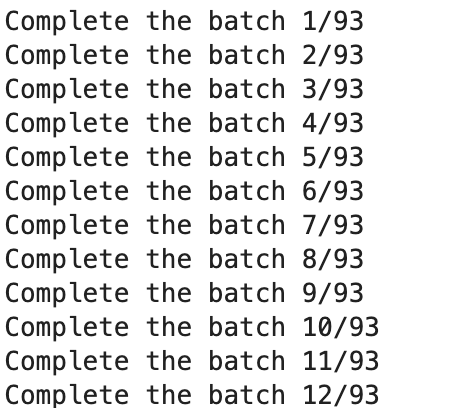 Complete the batch 1/93
Complete the batch 2/93
Complete the batch 3/93
Complete the batch 4/93
Complete the batch 5/93
Complete the batch 6/93
Complete the batch 7/93
Complete the batch 8/93
Complete the batch 9/93
Complete the batch 10/93
Complete the batch 11/93
Complete the batch 12/93